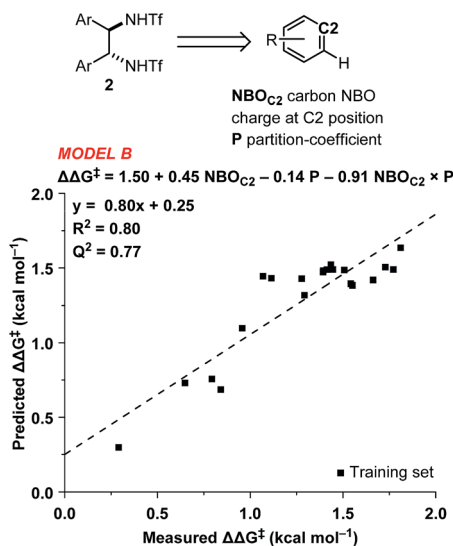 Ar
NHTf
Ar
NHTf
2
R
C2
H
NBO_C2 carbon NBO
charge at C2 position
P partition-coefficient
MODEL B
ΔΔG‡ = 1.50 + 0.45 NBO_C2 – 0.14 P – 0.91 NBO_C2 × P
y = 0.80x + 0.25
R² = 0.80
Q² = 0.77
Predicted ΔΔG‡ (kcal mol⁻¹)
2.0
1.5
1.0
0.5
0.0
Training set
0.0 0.5 1.0 1.5 2.0
Measured ΔΔG‡ (kcal mol⁻¹)